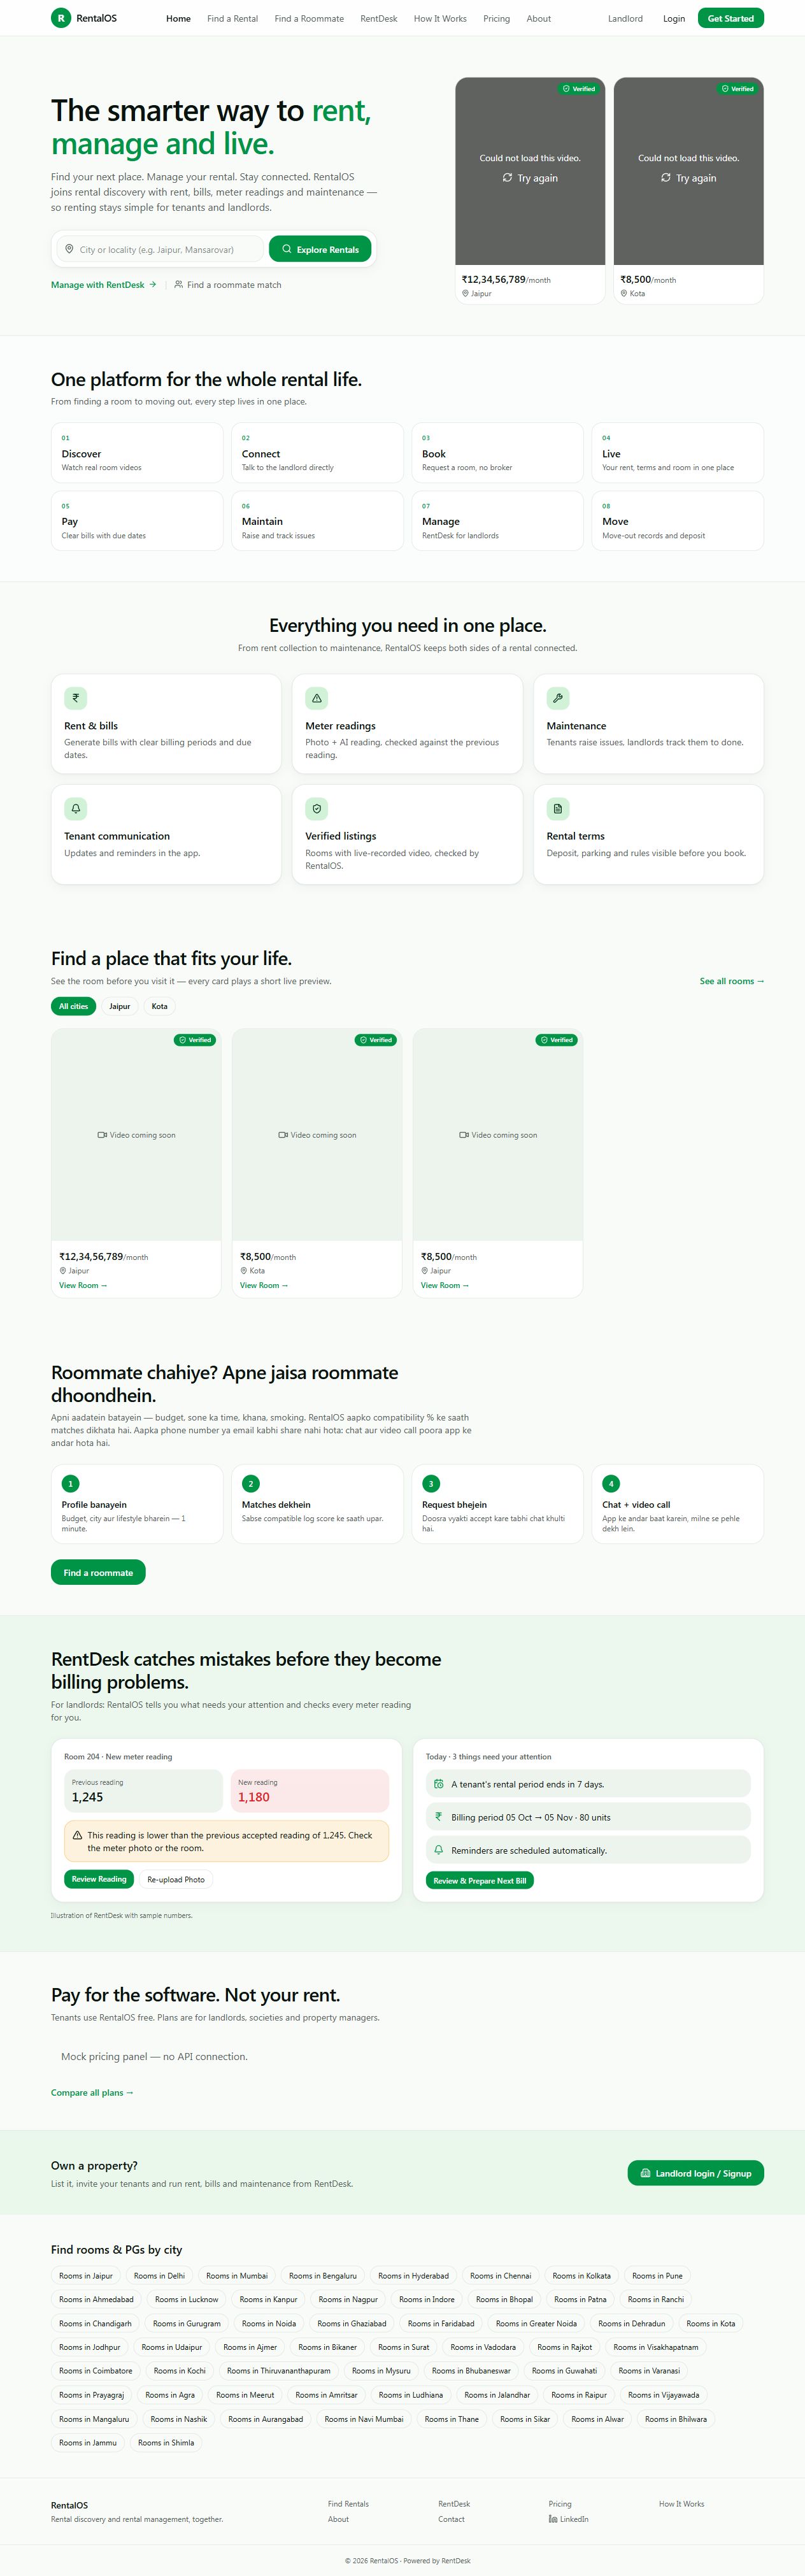 R RentalOS Home Find a Rental Find a Roommate RentDesk How It Works Pricing About Landlord Login Get Started
The smarter way to rent,
manage and live.
Find your next place. Manage your rental. Stay connected. RentalOS
joins rental discovery with rent, bills, meter readings and maintenance —
so renting stays simple for tenants and landlords.
City or locality (e.g. Jaipur, Mansarovar) Explore Rentals
Manage with RentDesk → Find a roommate match
Verified
Could not load this video.
Try again
₹12,34,56,789/month
Jaipur
Verified
Could not load this video.
Try again
₹8,500/month
Kota
One platform for the whole rental life.
From finding a room to moving out, every step lives in one place.
01
Discover
Watch real room videos
02
Connect
Talk to the landlord directly
03
Book
Request a room, no broker
04
Live
Your rent, terms and room in one place
05
Pay
Clear bills with due dates
06
Maintain
Raise and track issues
07
Manage
RentDesk for landlords
08
Move
Move-out records and deposit
Everything you need in one place.
From rent collection to maintenance, RentalOS keeps both sides of a rental connected.
₹
Rent & bills
Generate bills with clear billing periods and due
dates.
Meter readings
Photo + AI reading, checked against the previous
reading.
Maintenance
Tenants raise issues, landlords track them to done.
Tenant communication
Updates and reminders in the app.
Verified listings
Rooms with live-recorded video, checked by
RentalOS.
Rental terms
Deposit, parking and rules visible before you book.
Find a place that fits your life.
See the room before you visit it — every card plays a short live preview.
See all rooms →
All cities Jaipur Kota
Verified
Video coming soon
₹12,34,56,789/month
Jaipur
View Room →
Verified
Video coming soon
₹8,500/month
Kota
View Room →
Verified
Video coming soon
₹8,500/month
Jaipur
View Room →
Roommate chahiye? Apne jaisa roommate
dhoondhein.
Apni aadatein batayein — budget, sone ka time, khana, smoking. RentalOS aapko compatibility % ke saath
matches dikhata hai. Aapka phone number ya email kabhi share nahi hota: chat aur video call poora app ke
andar hota hai.
1
Profile banayein
Budget, city aur lifestyle bharein — 1
minute.
2
Matches dekhein
Sabse compatible log score ke saath upar.
3
Request bhejein
Doosra vyakti accept kare tabhi chat khulti
hai.
4
Chat + video call
App ke andar baat karein, milne se pehle
dekh lein.
Find a roommate
RentDesk catches mistakes before they become
billing problems.
For landlords: RentalOS tells you what needs your attention and checks every meter reading
for you.
Room 204 · New meter reading
Previous reading
1,245
New reading
1,180
This reading is lower than the previous accepted reading of 1,245. Check
the meter photo or the room.
Review Reading Re-upload Photo
Today · 3 things need your attention
A tenant's rental period ends in 7 days.
₹ Billing period 05 Oct → 05 Nov · 80 units
Reminders are scheduled automatically.
Review & Prepare Next Bill
Illustration of RentDesk with sample numbers.
Pay for the software. Not your rent.
Tenants use RentalOS free. Plans are for landlords, societies and property managers.
Mock pricing panel — no API connection.
Compare all plans →
Own a property?
List it, invite your tenants and run rent, bills and maintenance from RentDesk.
Landlord login / Signup
Find rooms & PGs by city
Rooms in Jaipur Rooms in Delhi Rooms in Mumbai Rooms in Bengaluru Rooms in Hyderabad Rooms in Chennai Rooms in Kolkata Rooms in Pune
Rooms in Ahmedabad Rooms in Lucknow Rooms in Kanpur Rooms in Nagpur Rooms in Indore Rooms in Bhopal Rooms in Patna Rooms in Ranchi
Rooms in Chandigarh Rooms in Gurugram Rooms in Noida Rooms in Ghaziabad Rooms in Faridabad Rooms in Greater Noida Rooms in Dehradun Rooms in Kota
Rooms in Jodhpur Rooms in Udaipur Rooms in Ajmer Rooms in Bikaner Rooms in Surat Rooms in Vadodara Rooms in Rajkot Rooms in Visakhapatnam
Rooms in Coimbatore Rooms in Kochi Rooms in Thiruvananthapuram Rooms in Mysuru Rooms in Bhubaneswar Rooms in Guwahati Rooms in Varanasi
Rooms in Prayagraj Rooms in Agra Rooms in Meerut Rooms in Amritsar Rooms in Ludhiana Rooms in Jalandhar Rooms in Raipur Rooms in Vijayawada
Rooms in Mangaluru Rooms in Nashik Rooms in Aurangabad Rooms in Navi Mumbai Rooms in Thane Rooms in Sikar Rooms in Alwar Rooms in Bhilwara
Rooms in Jammu Rooms in Shimla
RentalOS
Rental discovery and rental management, together.
Find Rentals RentDesk Pricing How It Works
About Contact LinkedIn
© 2026 RentalOS · Powered by RentDesk